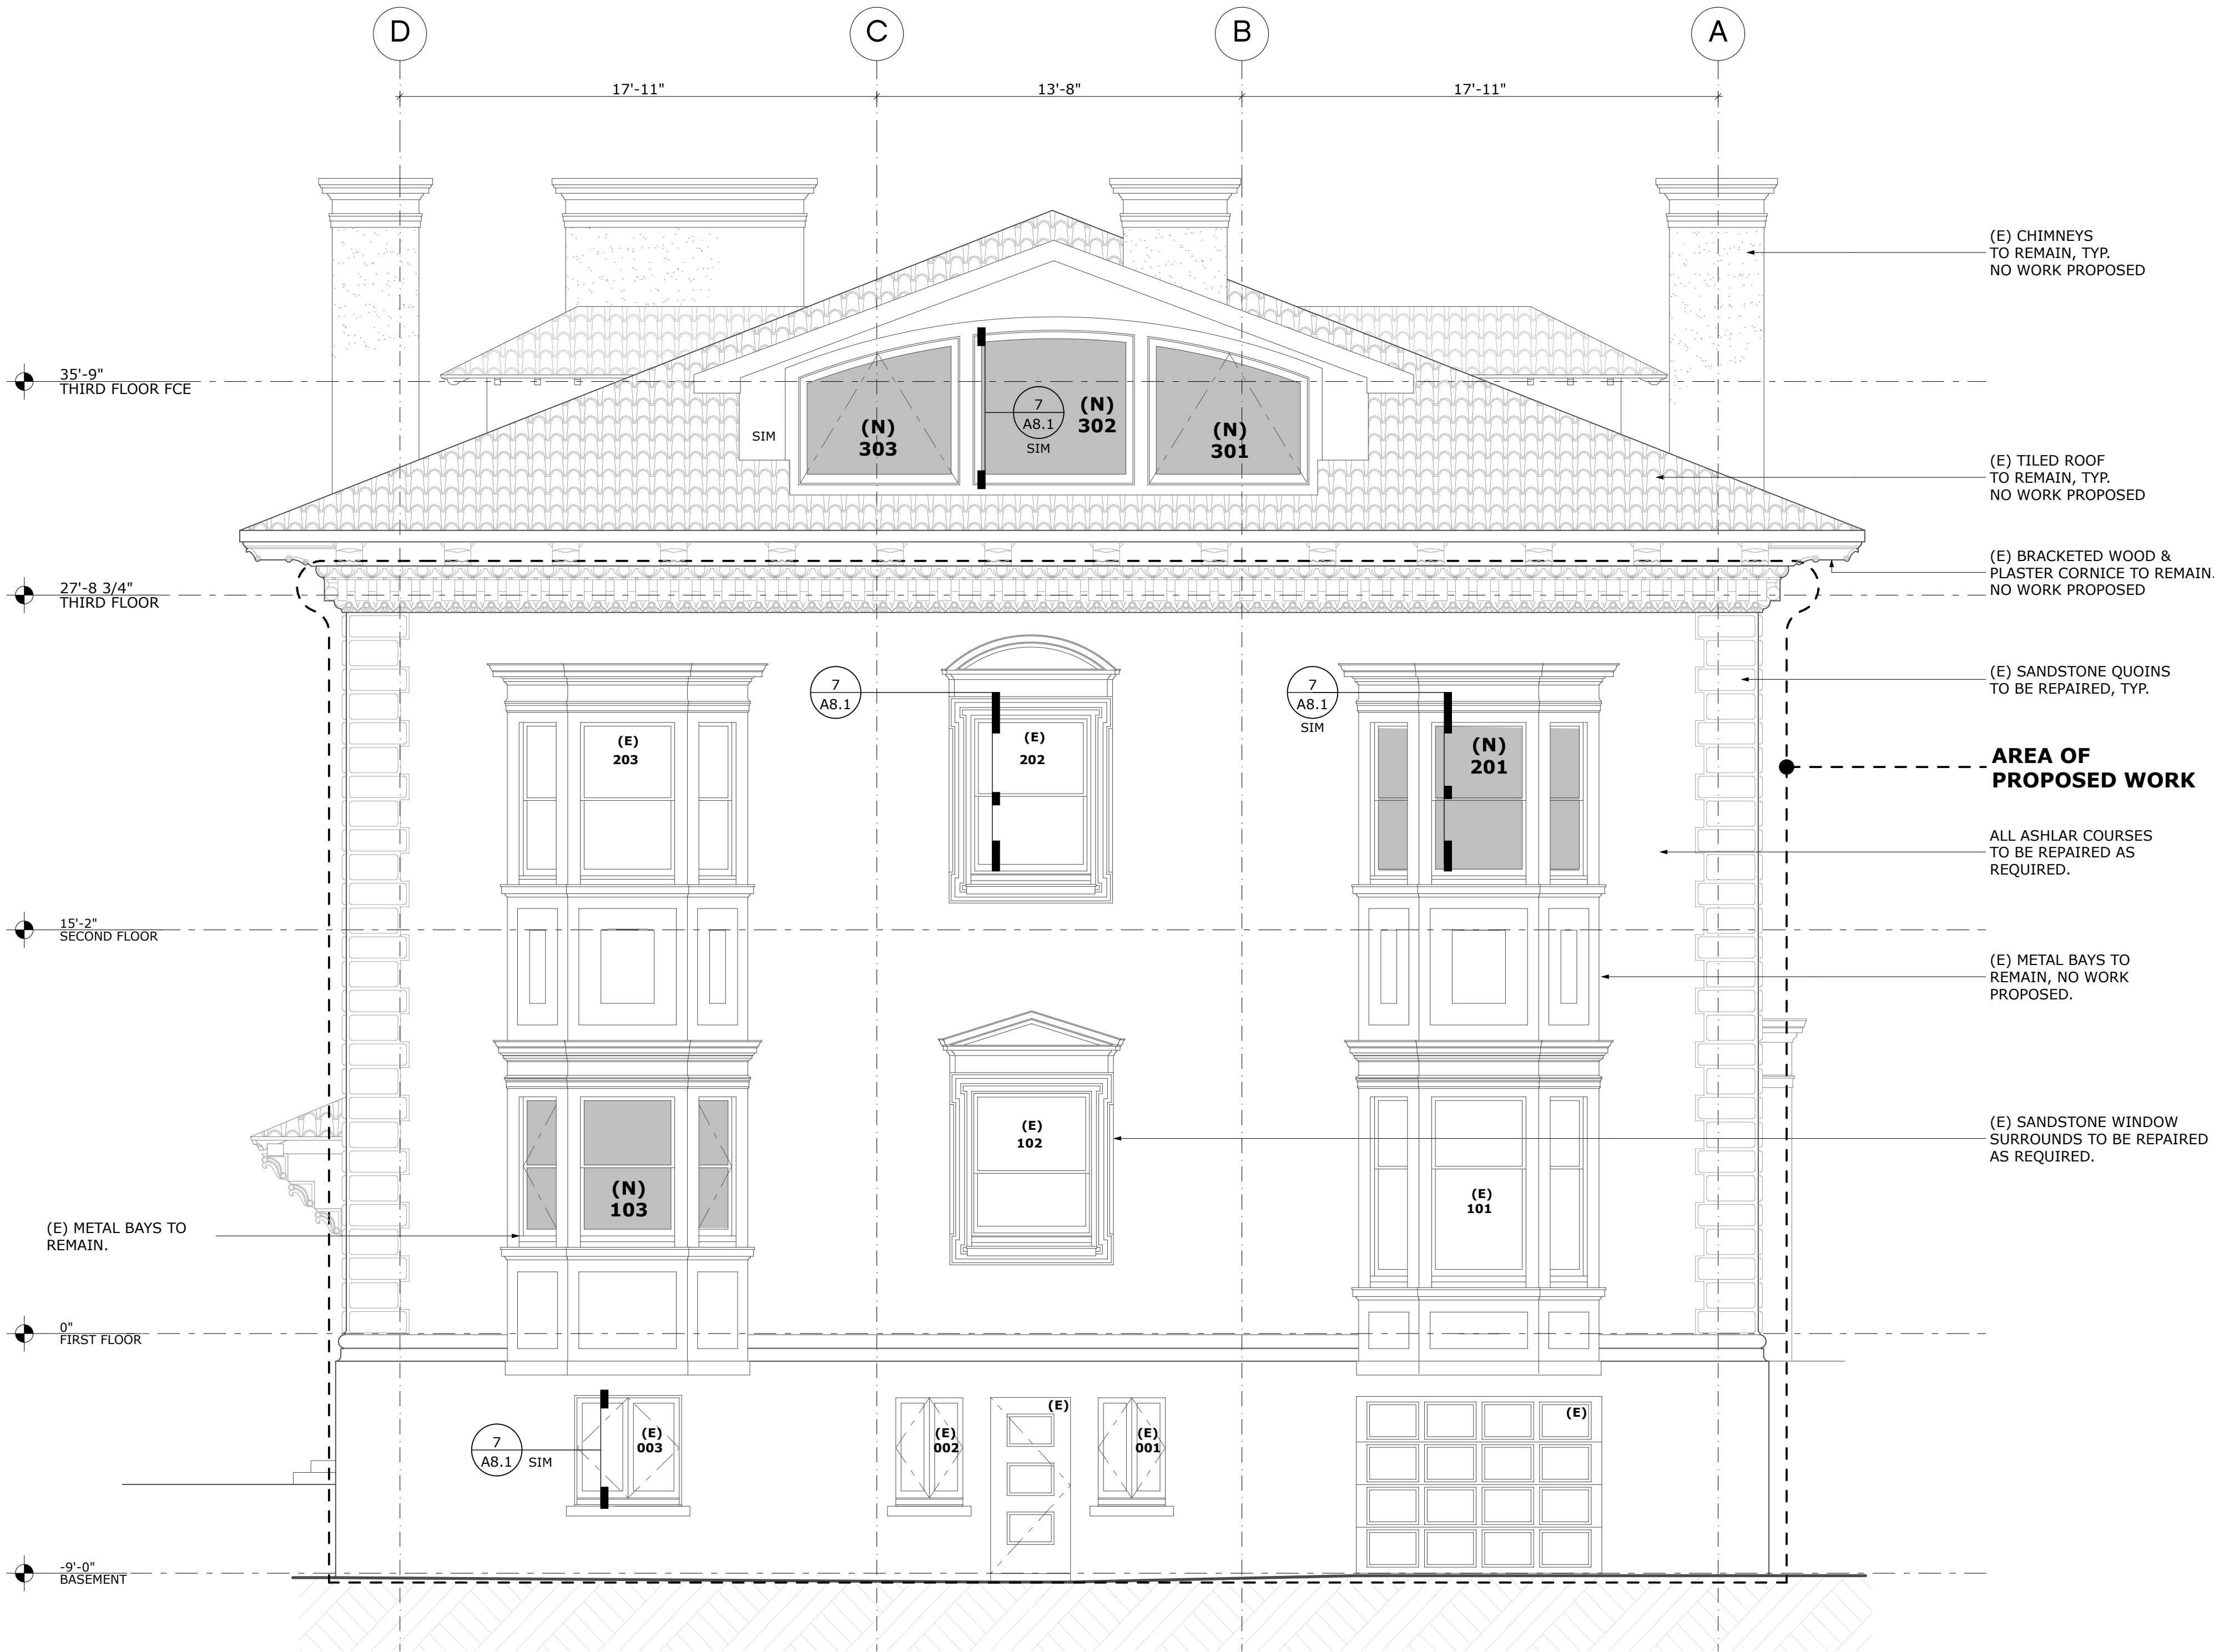 D
C
B
A
17'-11"
13'-8"
17'-11"
(E) CHIMNEYS
TO REMAIN, TYP.
NO WORK PROPOSED
35'-9"
THIRD FLOOR FCE
7
A8.1
SIM
(N)
302
(N)
303
(N)
301
SIM
(E) TILED ROOF
TO REMAIN, TYP.
NO WORK PROPOSED
(E) BRACKETED WOOD &
PLASTER CORNICE TO REMAIN.
NO WORK PROPOSED
27'-8 3/4"
THIRD FLOOR
(E) SANDSTONE QUOINS
TO BE REPAIRED, TYP.
7
A8.1
7
A8.1
SIM
(E)
203
(E)
202
(N)
201
AREA OF
PROPOSED WORK
ALL ASHLAR COURSES
TO BE REPAIRED AS
REQUIRED.
15'-2"
SECOND FLOOR
(E) METAL BAYS TO
REMAIN, NO WORK
PROPOSED.
(E)
102
(E) SANDSTONE WINDOW
SURROUNDS TO BE REPAIRED
AS REQUIRED.
(N)
103
(E)
101
(E) METAL BAYS TO
REMAIN.
0"
FIRST FLOOR
7
A8.1
SIM
(E)
003
(E)
002
(E)
(E)
001
(E)
-9'-0"
BASEMENT